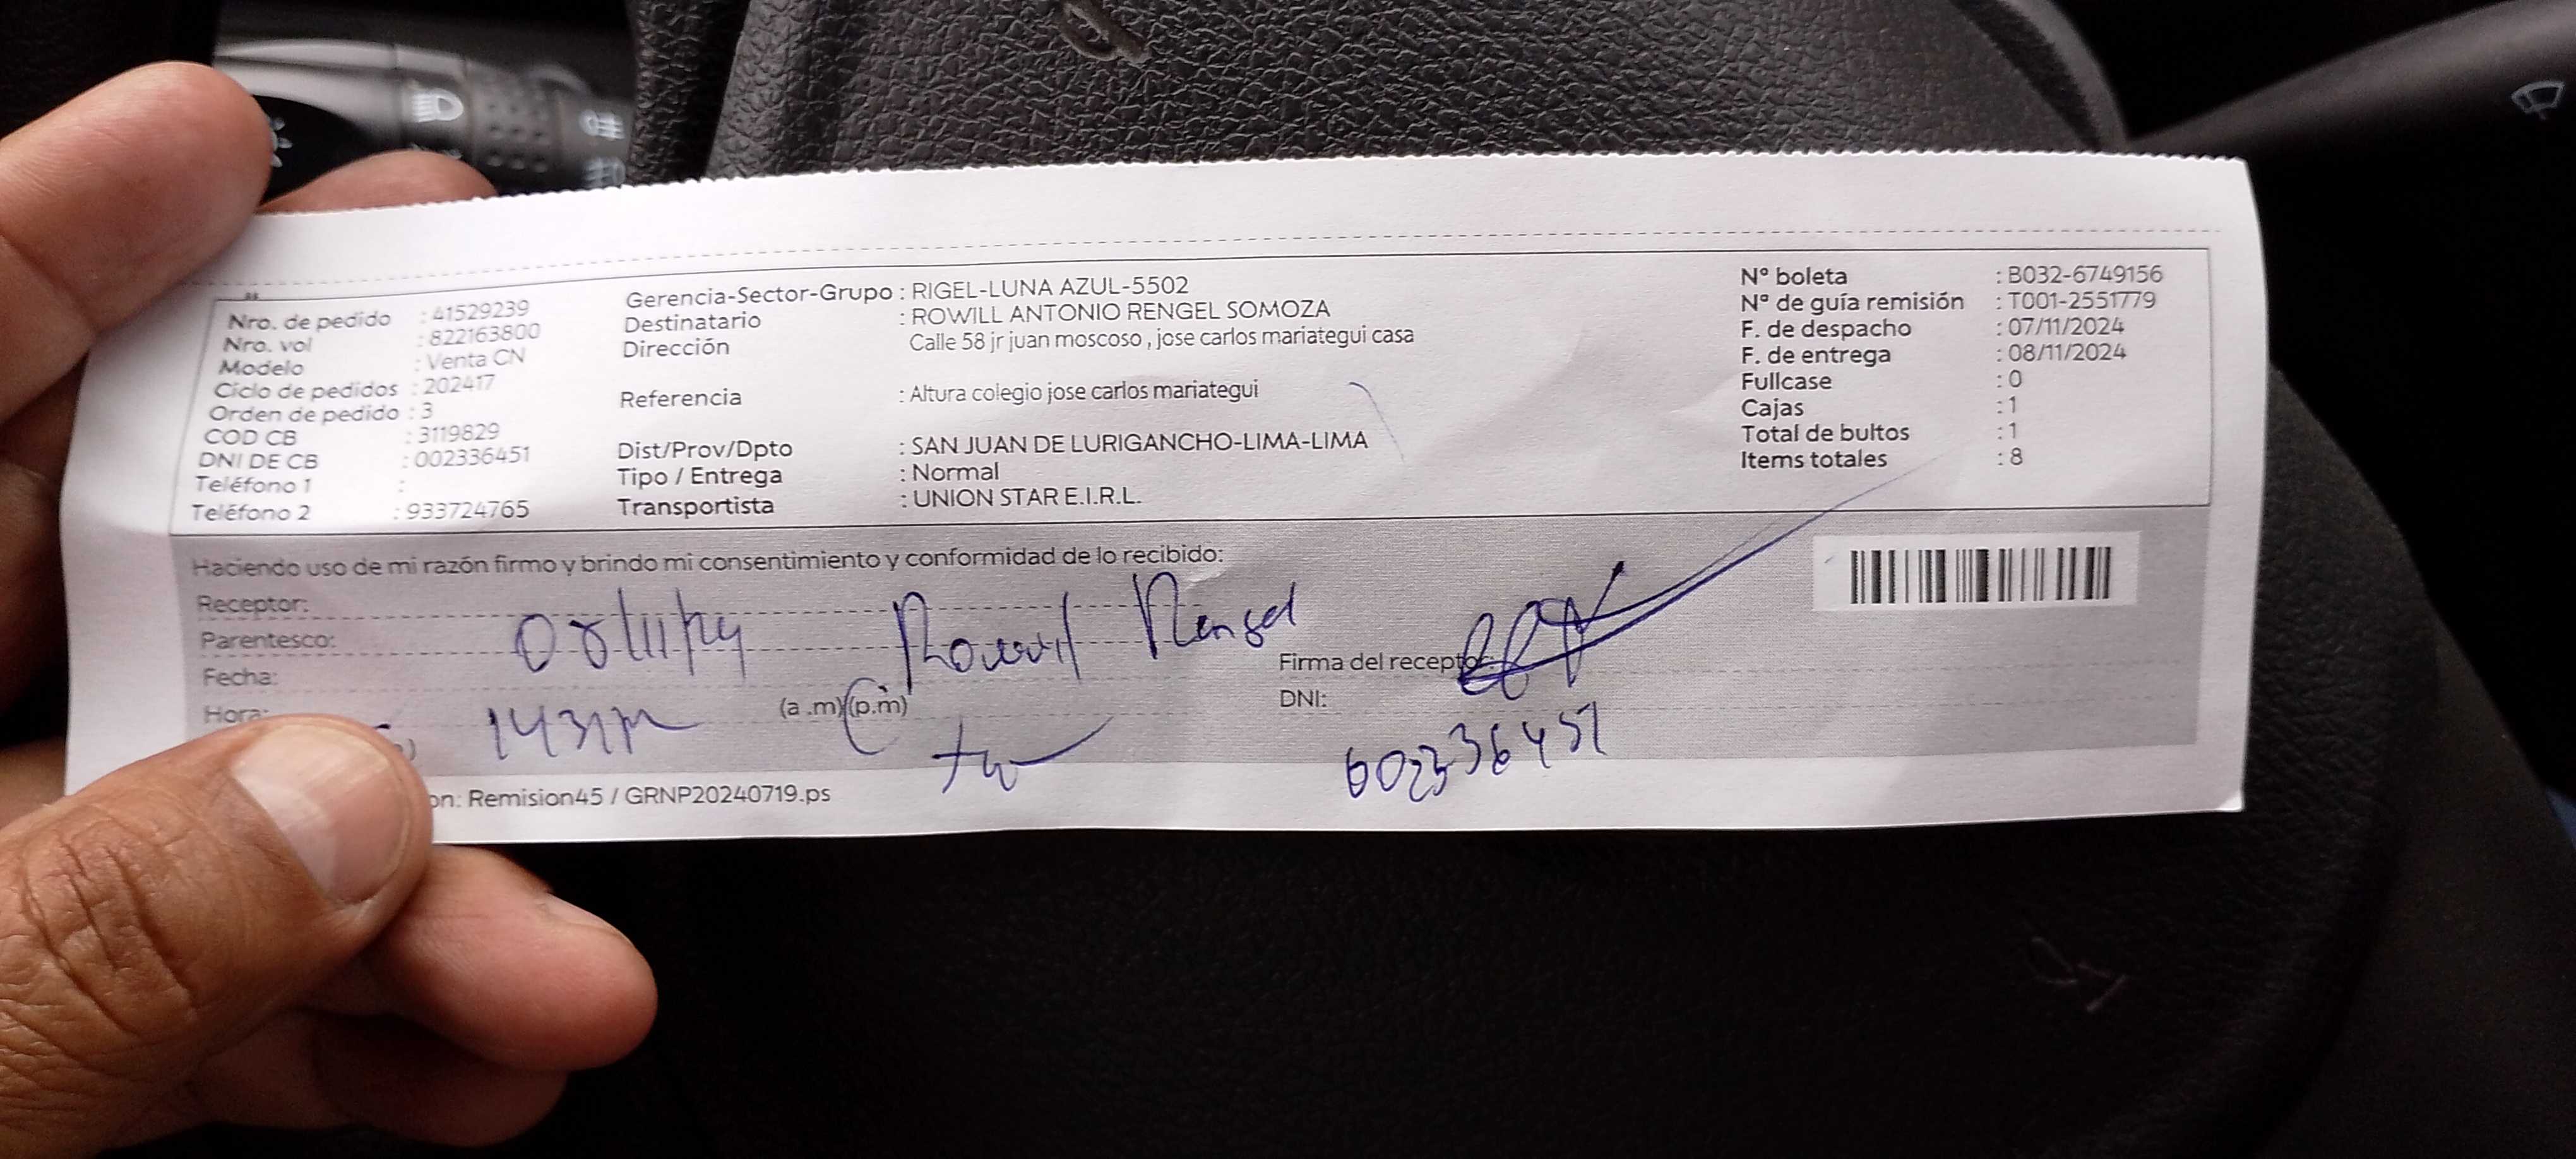 Nro. de pedido : 41529239
Nro. vol : 822163800
Modelo : Venta CN
Ciclo de pedidos : 202417
Orden de pedido : 3
COD CB : 3119829
DNI DE CB : 002336451
Teléfono 1 :
Teléfono 2 : 933724765
Gerencia-Sector-Grupo : RIGEL-LUNA AZUL-5502
Destinatario : ROWILL ANTONIO RENGEL SOMOZA
Dirección Calle 58 jr juan moscoso , jose carlos mariategui casa
Referencia : Altura colegio jose carlos mariategui
Dist/Prov/Dpto : SAN JUAN DE LURIGANCHO-LIMA-LIMA
Tipo / Entrega : Normal
Transportista : UNION STAR E.I.R.L.
Nº boleta : B032-6749156
Nº de guía remisión : T001-2551779
F. de despacho : 07/11/2024
F. de entrega : 08/11/2024
Fullcase : 0
Cajas : 1
Total de bultos : 1
Items totales : 8
Haciendo uso de mi razón firmo y brindo mi consentimiento y conformidad de lo recibido:
Receptor:
Parentesco: Rowill Rengel
Fecha:
Hora: (a .m) (p.m)
Firma del receptor:
DNI:
002336451
on: Remision45 / GRNP20240719.ps